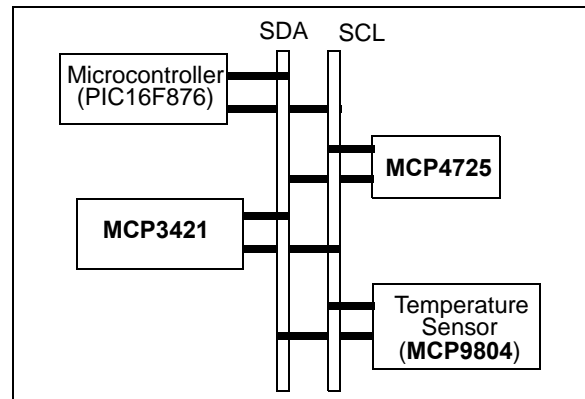 SDA SCL
Microcontroller
(PIC16F876)
MCP4725
MCP3421
Temperature
Sensor
(MCP9804)